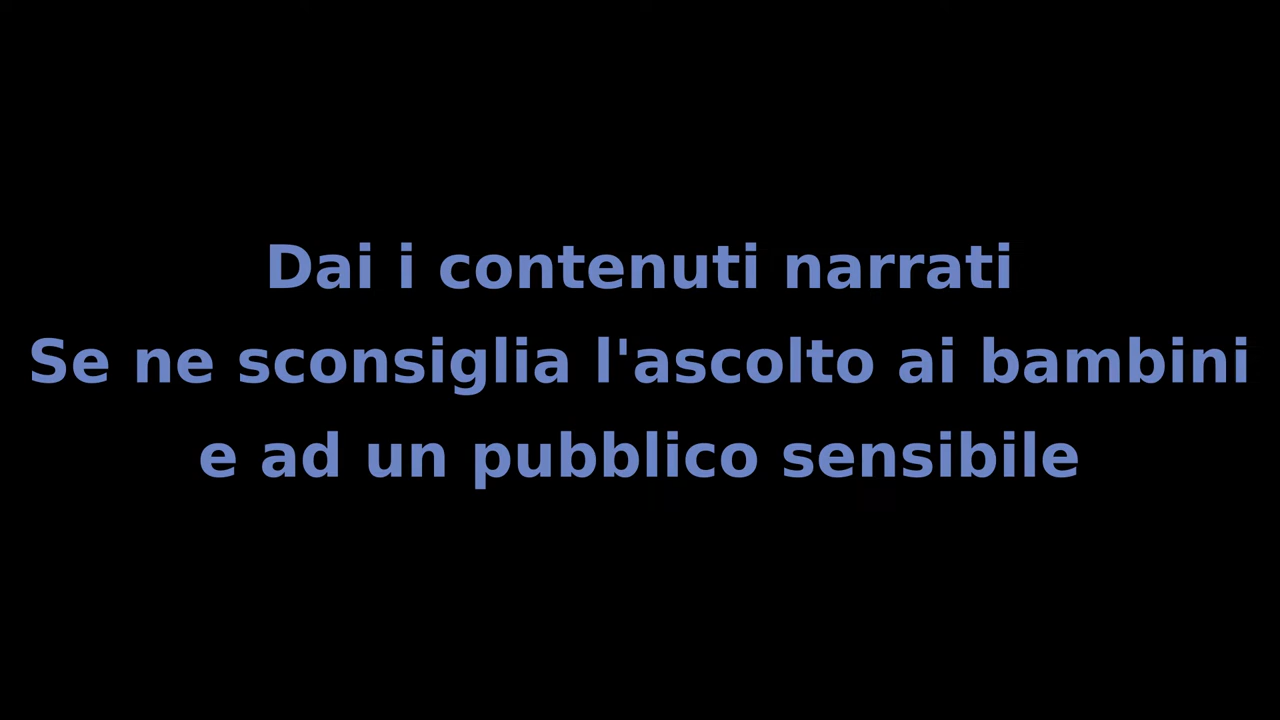 Dai i contenuti narrati
Se ne sconsiglia l'ascolto ai bambini
e ad un pubblico sensibile